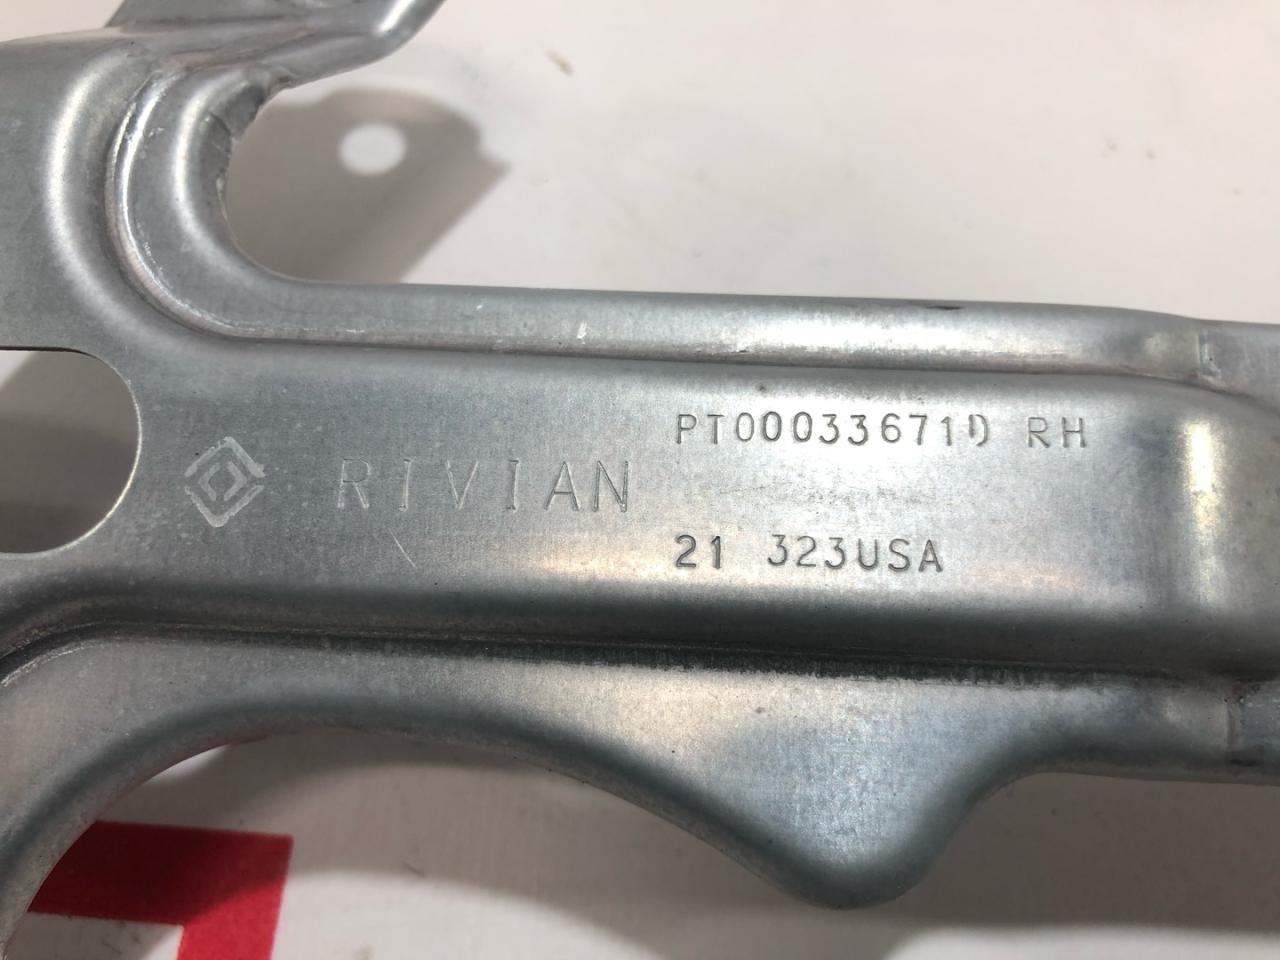 RIVIAN
PT00033671D RH
21 323USA